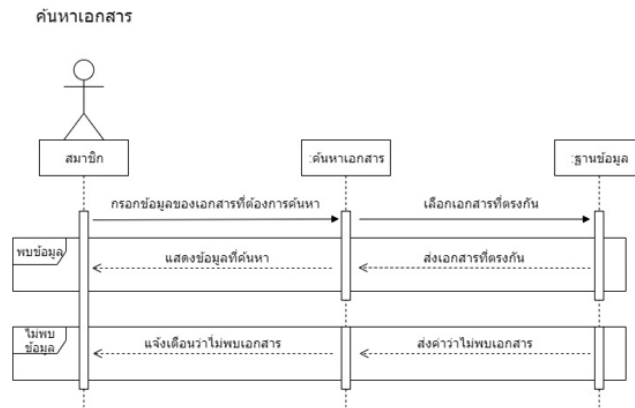 ค้นหาเอกสาร
สมาชิก
:ค้นหาเอกสาร
:ฐานข้อมูล
กรอกข้อมูลของเอกสารที่ต้องการค้นหา
เลือกเอกสารที่ตรงกัน
พบข้อมูล
แสดงข้อมูลที่ค้นหา
ส่งเอกสารที่ตรงกัน
ไม่พบ
ข้อมูล
แจ้งเตือนว่าไม่พบเอกสาร
ส่งค่าว่าไม่พบเอกสาร